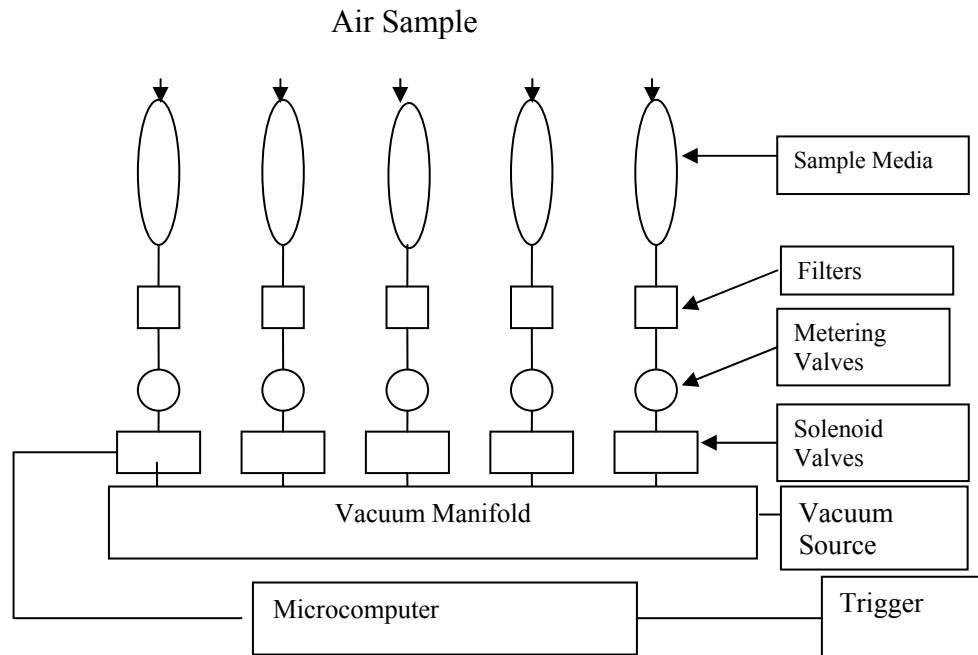 Air Sample
Sample Media
Filters
Metering
Valves
Solenoid
Valves
Vacuum Manifold
Vacuum
Source
Microcomputer
Trigger